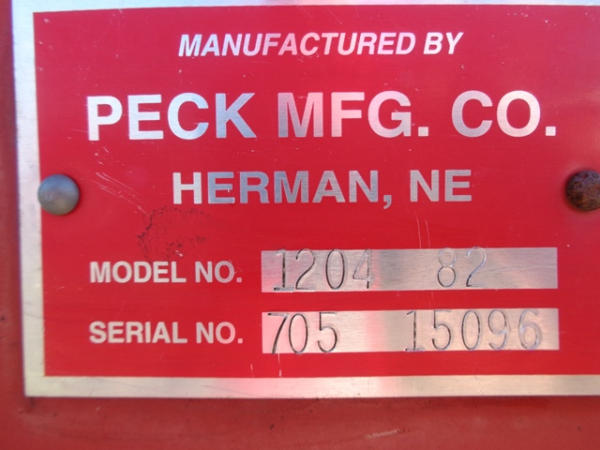 MANUFACTURED BY
PECK MFG. CO.
HERMAN, NE
MODEL NO. 1204 82
SERIAL NO. 705 15096